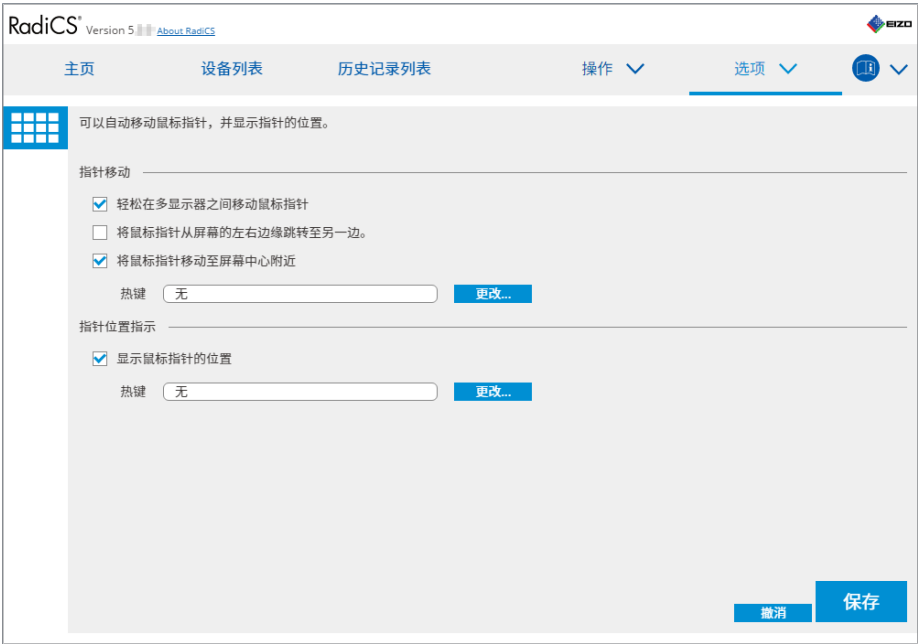 RadiCS® Version 5. About RadiCS
EIZO
主页 设备列表 历史记录列表 操作 选项
可以自动移动鼠标指针，并显示指针的位置。
指针移动
轻松在多显示器之间移动鼠标指针
将鼠标指针从屏幕的左右边缘跳转至另一边。
将鼠标指针移动至屏幕中心附近
热键 无 更改...
指针位置指示
显示鼠标指针的位置
热键 无 更改...
撤消 保存